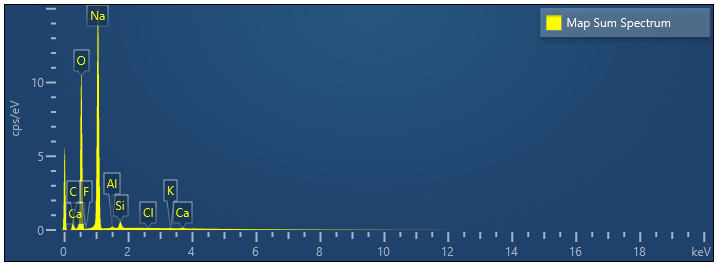 Map Sum Spectrum
Na
O
10
cps/eV
5
C
F
Al
K
Si
Ca
Cl
Ca
0
0 2 4 6 8 10 12 14 16 18 keV